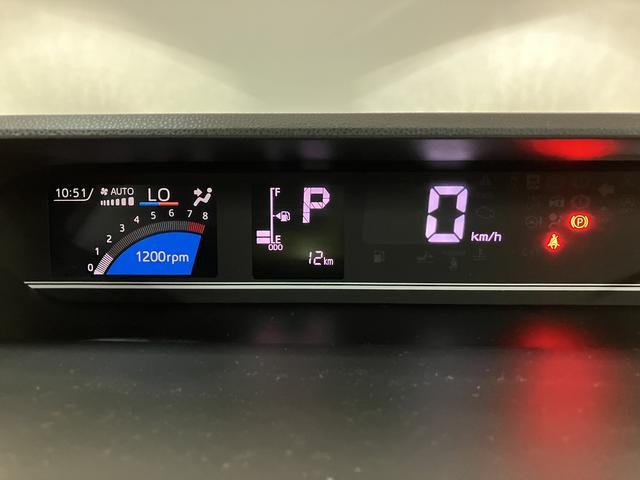 10:51/ AUTO LO
0 1 2 3 4 5 6 7 8
1200rpm
F
P
E
ODO
12km
0 km/h
(P)